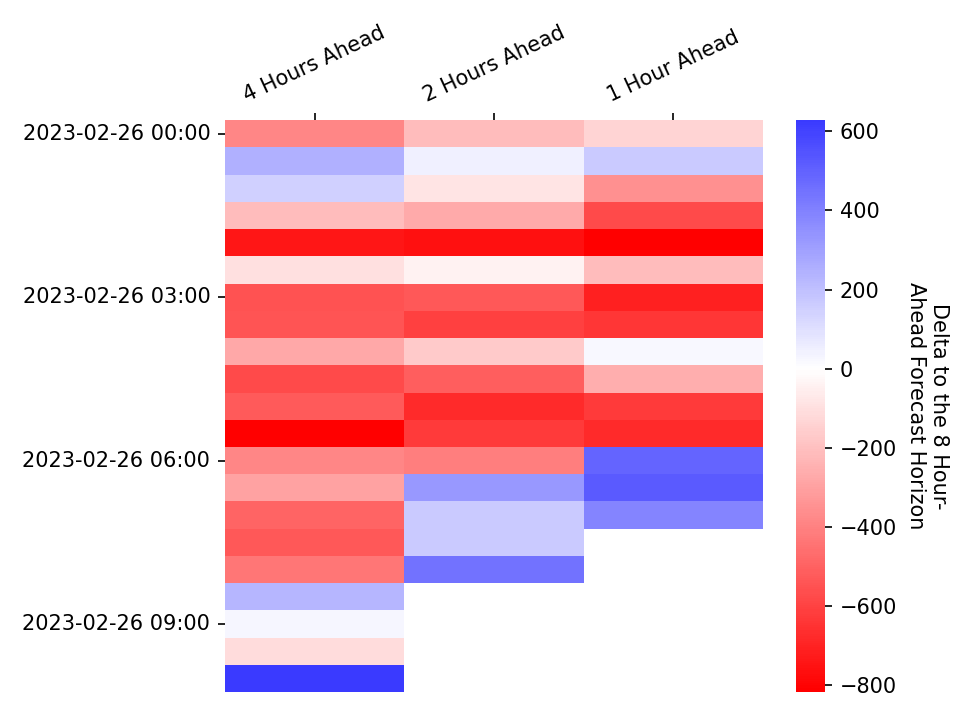 4 Hours Ahead
2 Hours Ahead
1 Hour Ahead
2023-02-26 00:00
2023-02-26 03:00
2023-02-26 06:00
2023-02-26 09:00
600
400
200
0
−200
−400
−600
−800
Delta to the 8 Hour-
Ahead Forecast Horizon